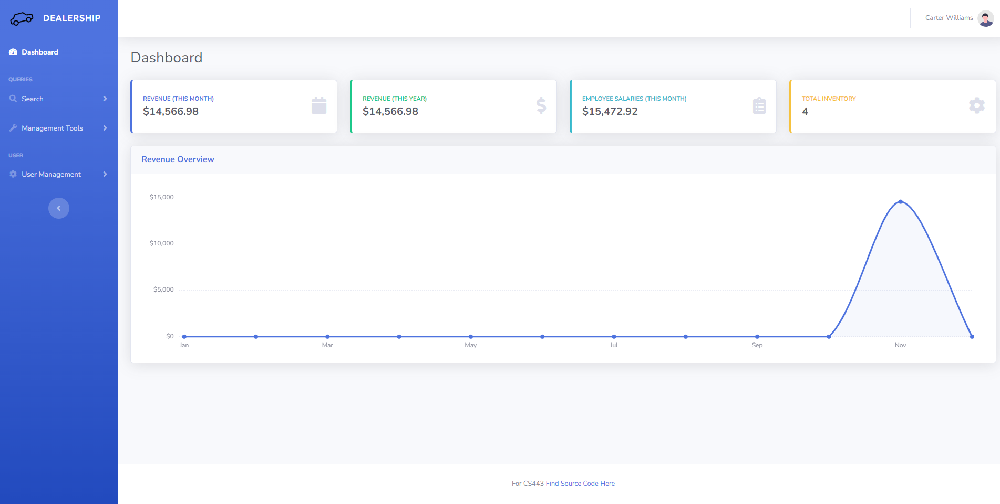 DEALERSHIP
Carter Williams
Dashboard
QUERIES
Search
Management Tools
USER
User Management
Dashboard
REVENUE (THIS MONTH)
$14,566.98
REVENUE (THIS YEAR)
$14,566.98
EMPLOYEE SALARIES (THIS MONTH)
$15,472.92
TOTAL INVENTORY
4
Revenue Overview
$15,000
$10,000
$5,000
$0
Jan Mar May Jul Sep Nov
For CS443 Find Source Code Here